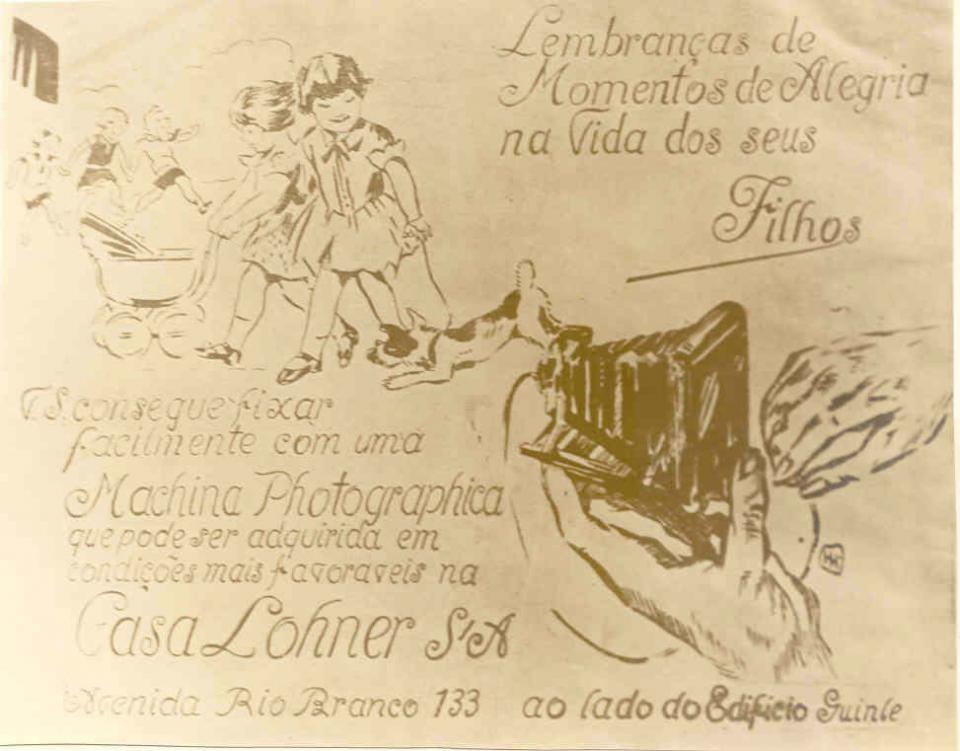 Lembranças de
Momentos de Alegria
na Vida dos seus
Filhos
V.S. consegue fixar
facilmente com uma
Machina Photographica
que pode ser adquirida em
condições mais favoraveis na
Casa Lohner S/A
Avenida Rio Branco 133 ao lado do Edificio Guinle